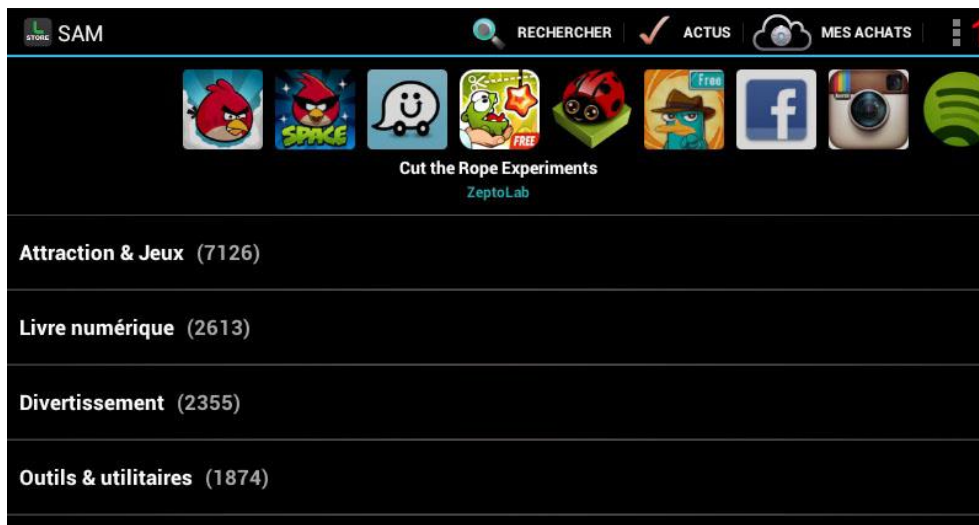 L STORE SAM RECHERCHER ACTUS MES ACHATS
SPACE FREE Free f
Cut the Rope Experiments
ZeptoLab
Attraction & Jeux (7126)
Livre numérique (2613)
Divertissement (2355)
Outils & utilitaires (1874)